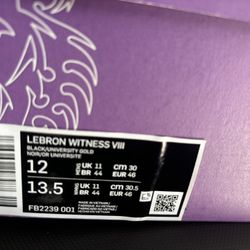 LEBRON WITNESS VIII
BLACK/UNIVERSITY GOLD
NOIR/OR UNIVERSITE
12 MENS UK 11 BR 44 CM 30 EUR 46
13.5 UK 11 BR 44 CM 30.5 EUR 46
FB2239 001